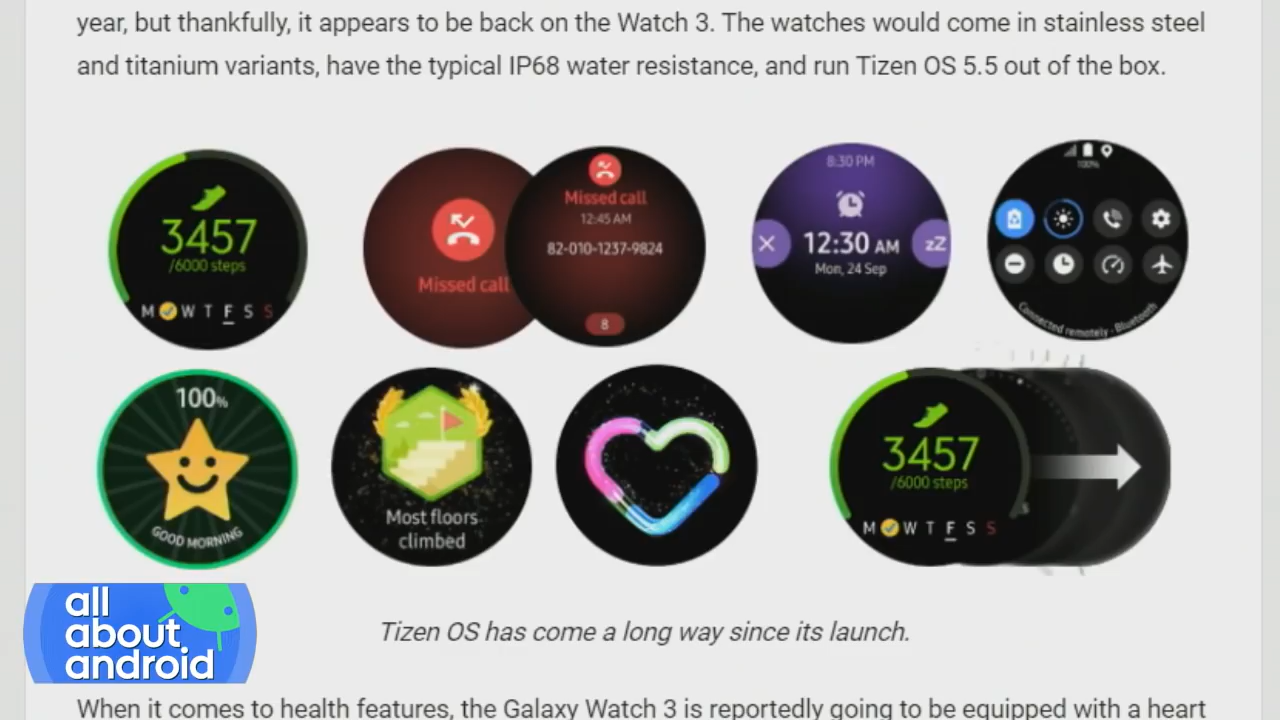 year, but thankfully, it appears to be back on the Watch 3. The watches would come in stainless steel
and titanium variants, have the typical IP68 water resistance, and run Tizen OS 5.5 out of the box.
3457
/6000 steps
M W T F S S
Missed call
Missed call
12:45 AM
82-010-1237-9824
8
8:30 PM
12:30 AM
Mon, 24 Sep
zZ
100%
Connected remotely - Bluetooth
100%
GOOD MORNING
Most floors
climbed
3457
/6000 steps
M W T F S S
all
about
android
Tizen OS has come a long way since its launch.
When it comes to health features, the Galaxy Watch 3 is reportedly going to be equipped with a heart